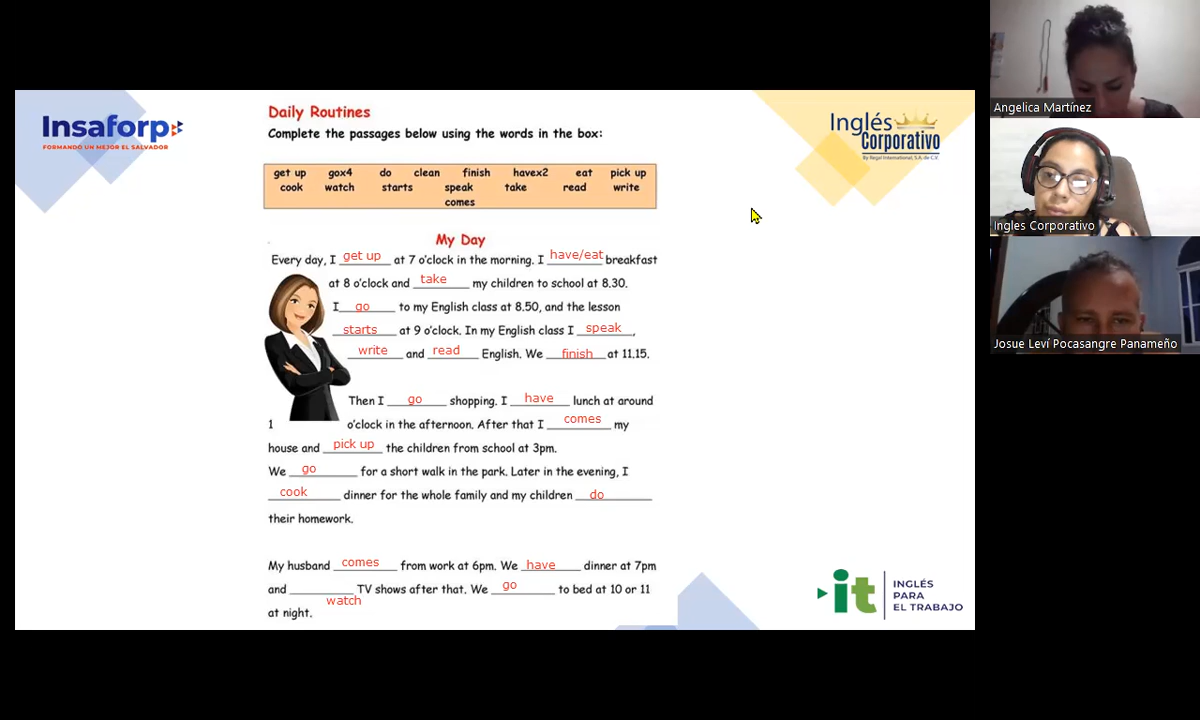 Insaforp
FORMANDO UN MEJOR EL SALVADOR
Inglés
Corporativo
By Regal International, S.A. de C.V.
Daily Routines
Complete the passages below using the words in the box:
get up gox4 do clean finish havex2 eat pick up
cook watch starts speak take read write
comes
My Day
Every day, I get up at 7 o'clock in the morning. I have/eat breakfast
at 8 o'clock and take my children to school at 8.30.
I go to my English class at 8.50, and the lesson
starts at 9 o'clock. In my English class I speak,
write and read English. We finish at 11.15.
Then I go shopping. I have lunch at around
1 o'clock in the afternoon. After that I comes my
house and pick up the children from school at 3pm.
We go for a short walk in the park. Later in the evening, I
cook dinner for the whole family and my children do
their homework.
My husband comes from work at 6pm. We have dinner at 7pm
and watch TV shows after that. We go to bed at 10 or 11
at night.
it
INGLÉS
PARA
EL TRABAJO
Angelica Martínez
Ingles Corporativo
Josue Leví Pocasangre Panameño